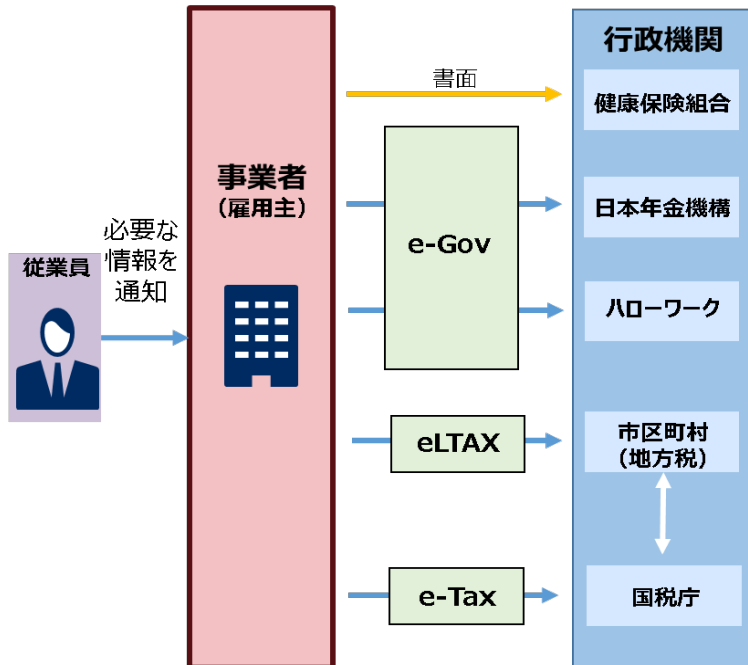 従業員
必要な
情報を
通知
事業者
（雇用主）
書面
e-Gov
eLTAX
e-Tax
行政機関
健康保険組合
日本年金機構
ハローワーク
市区町村
（地方税）
国税庁